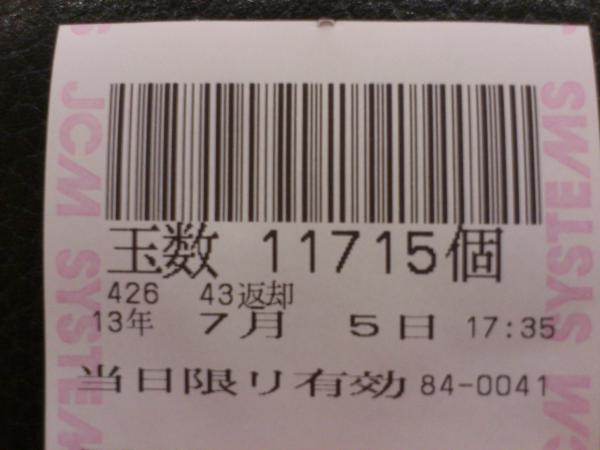 玉数 11715個
426 43返却
13年 7月 5日 17:35
当日限り有効 84-0041
JCM SYSTEMS
JCM SYSTEMS